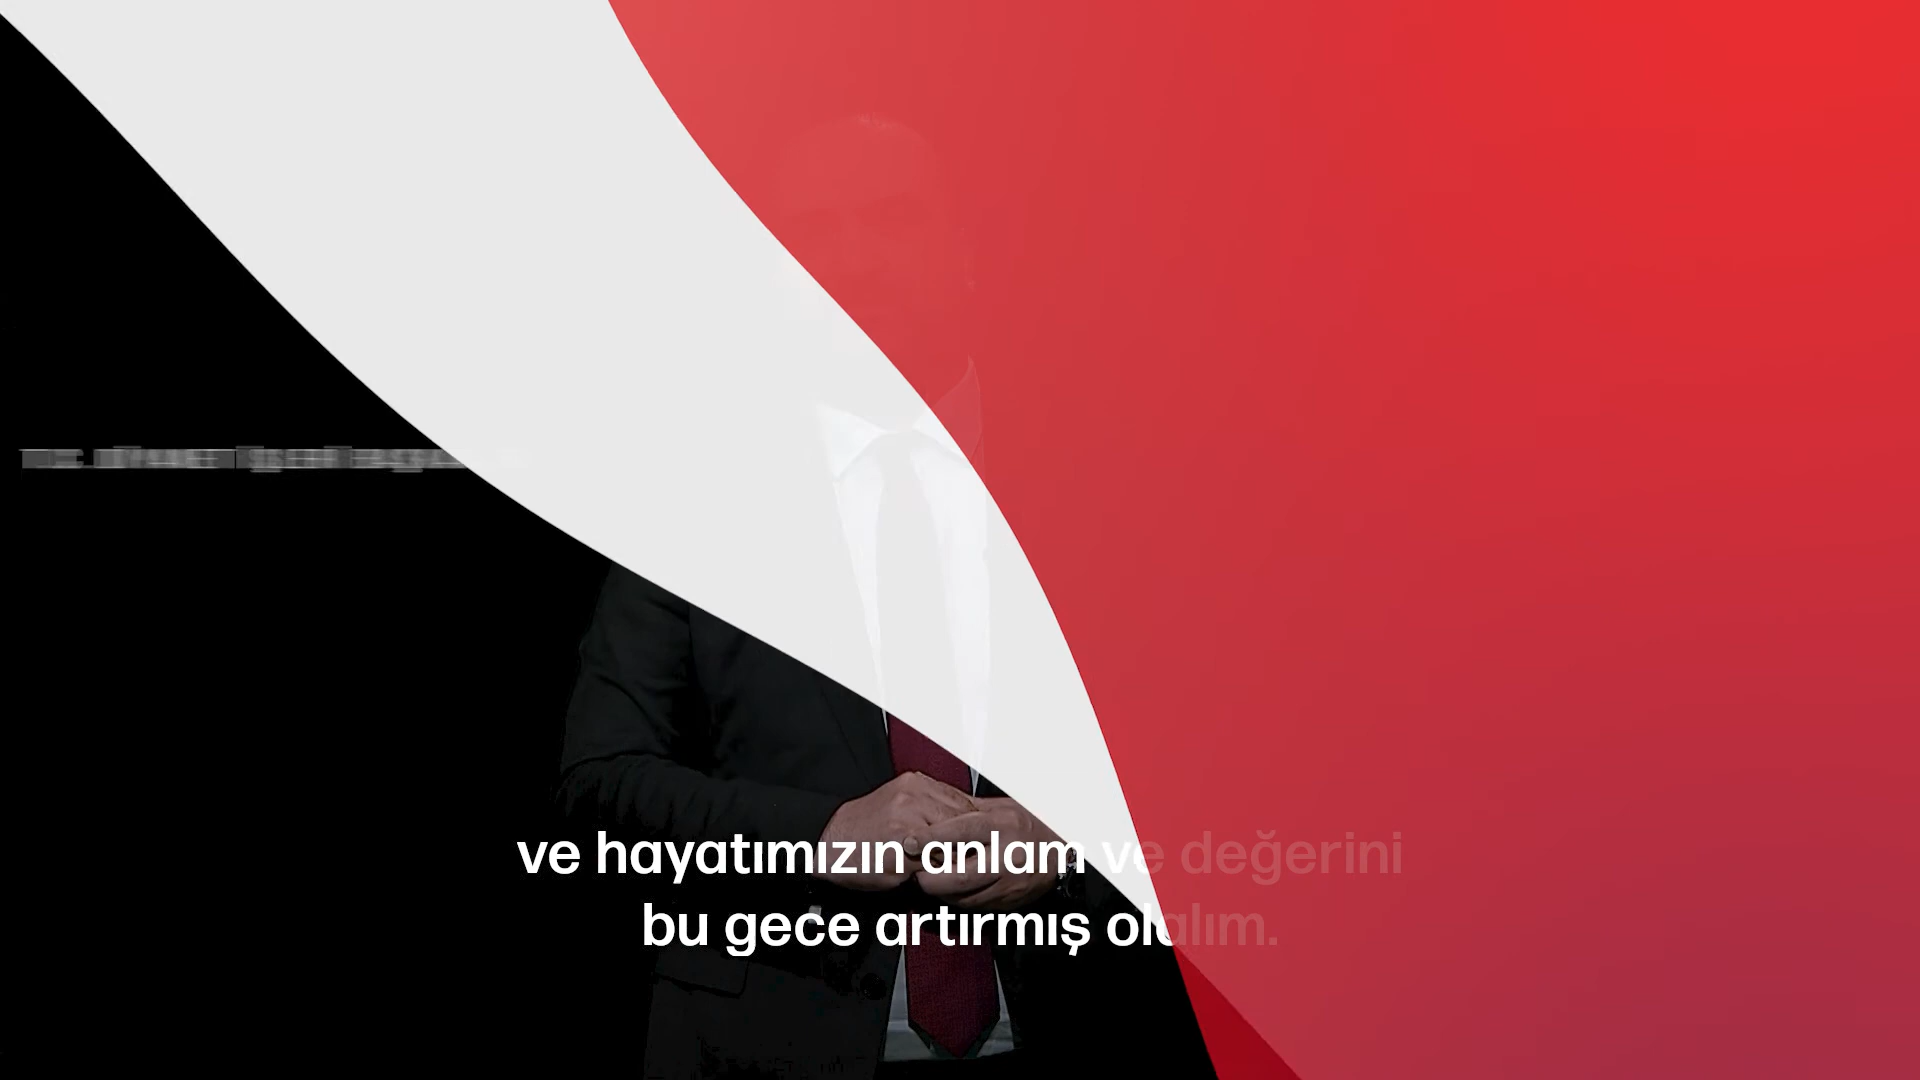 ve hayatımızın anlam ve değerini
bu gece artırmış olalım.